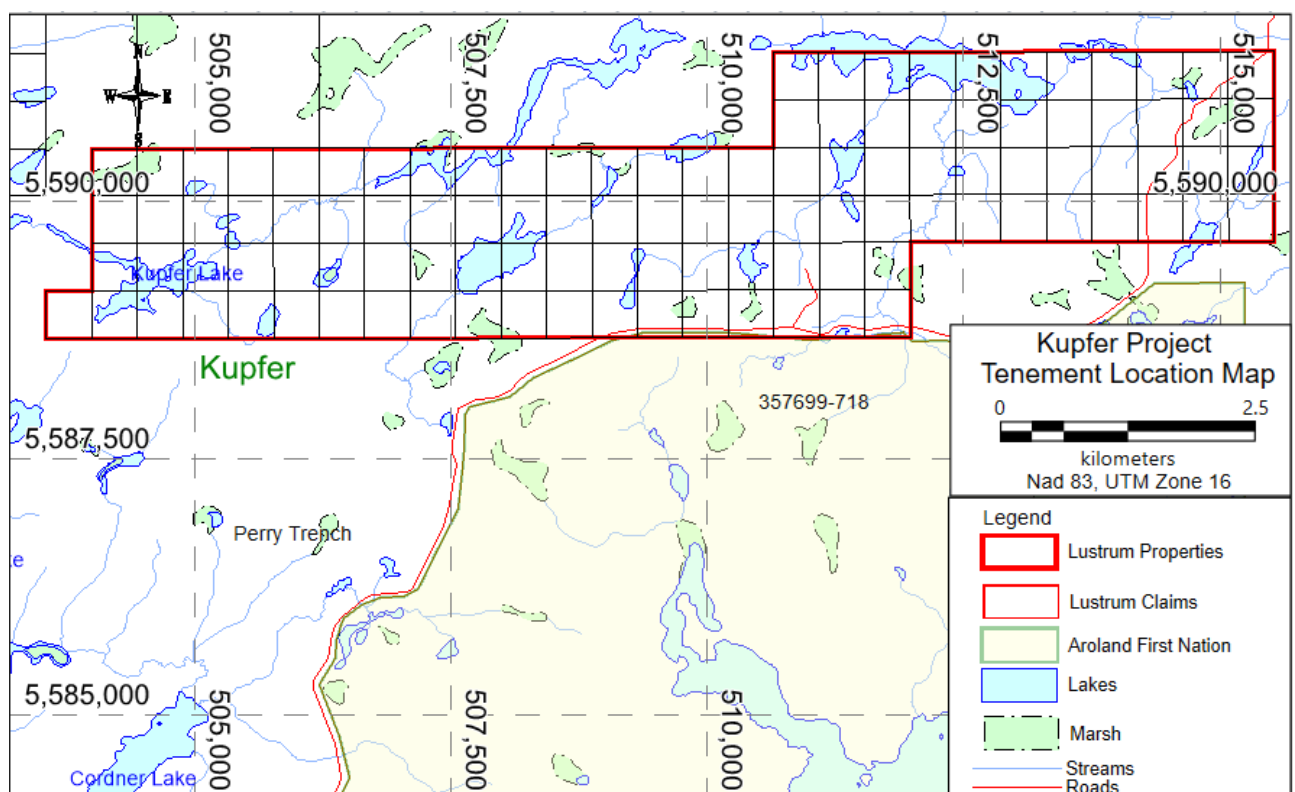 N
W E
S
505,000
507,500
510,000
512,500
515,000
5,590,000
5,590,000
Kupfer Lake
Kupfer
357699-718
5,587,500
Perry Trench
ke
5,585,000
505,000
507,500
510,000
Cordner Lake
Kupfer Project
Tenement Location Map
0 2.5
kilometers
Nad 83, UTM Zone 16
Legend
Lustrum Properties
Lustrum Claims
Aroland First Nation
Lakes
Marsh
Streams
Roads